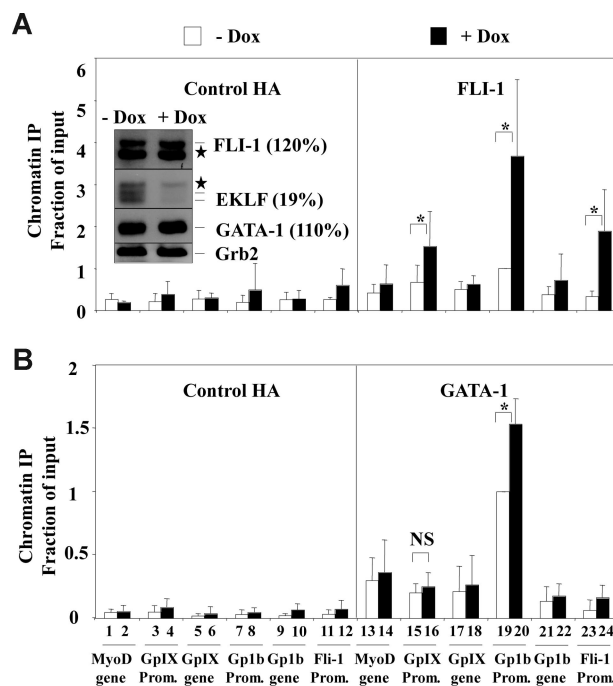 A
- Dox
+ Dox
Control HA
FLI-1
- Dox + Dox
FLI-1 (120%)
EKLF (19%)
GATA-1 (110%)
Grb2
Chromatin IP
Fraction of input
6
5
4
3
2
1
0
*
*
*
B
Control HA
GATA-1
Chromatin IP
Fraction of input
2
1.5
1
0.5
0
NS
*
1 2 3 4 5 6 7 8 9 10 11 12 13 14 15 16 17 18 19 20 21 22 23 24
MyoD GpIX GpIX Gp1b Gp1b Fli-1 MyoD GpIX GpIX Gp1b Gp1b Fli-1
gene Prom. gene Prom. gene Prom. gene Prom. gene Prom. gene Prom.